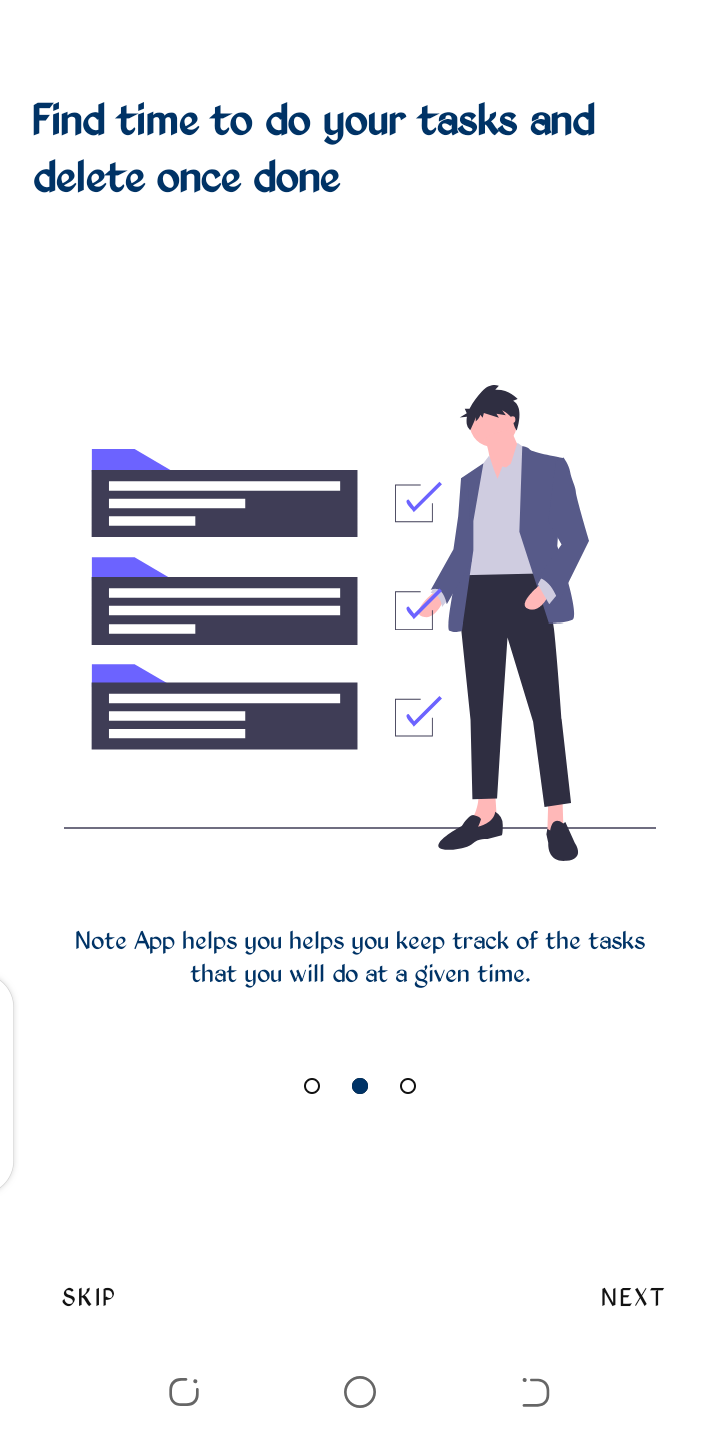 Find time to do your tasks and
delete once done
Note App helps you helps you keep track of the tasks
that you will do at a given time.
SKIP
NEXT